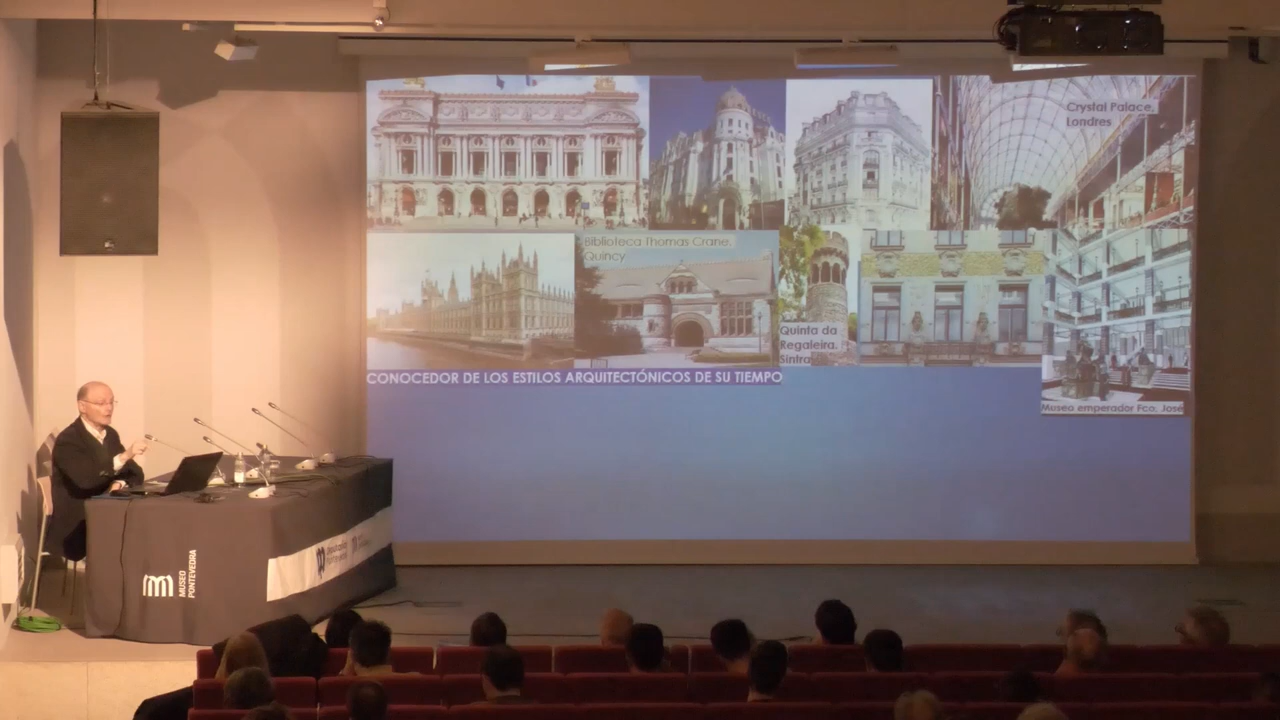 Crystal Palace,
Londres
Biblioteca Thomas Crane,
Quincy
Quinta da
Regaleira.
Sintra.
CONOCEDOR DE LOS ESTILOS ARQUITECTÓNICOS DE SU TIEMPO
Museo emperador Fco. José
MUSEO
PONTEVEDRA